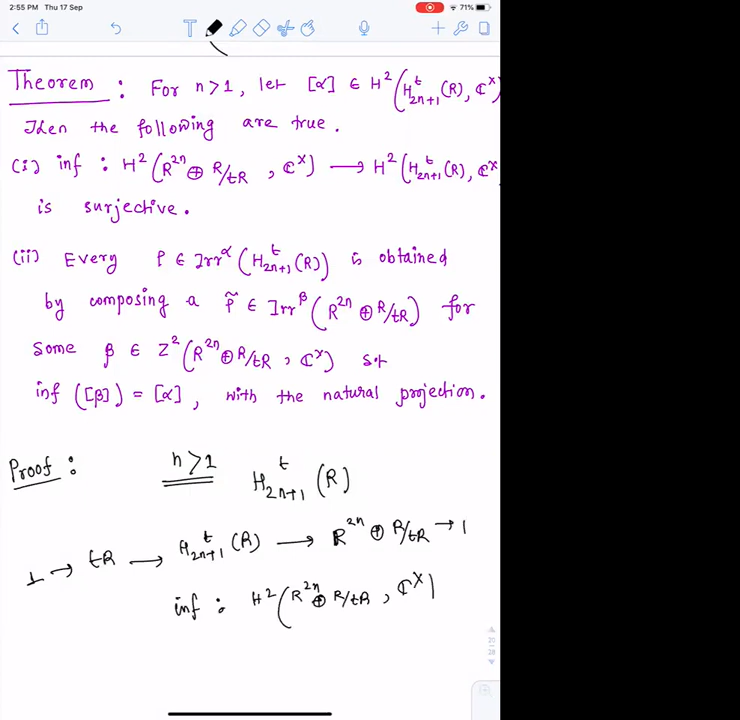 2:55 PM Thu 17 Sep 71%
Theorem : For n>1, let [α] ∈ H²(H^t_{2n+1}(R), ℂ^x)
Then the following are true.
(i) inf : H²(R^{2n} ⊕ R/tR , ℂ^x) ⟶ H²(H^t_{2n+1}(R), ℂ^x
is surjective.
(ii) Every ρ ∈ Irr^α(H^t_{2n+1}(R)) is obtained
by composing a ρ̃ ∈ Irr^β(R^{2n} ⊕ R/tR) for
some β ∈ Z²(R^{2n} ⊕ R/tR , ℂ^x) st
inf([β]) = [α] , with the natural projection.
Proof : n>1 H^t_{2n+1}(R)
1 → tR ⟶ H^t_{2n+1}(R) ⟶ R^{2n} ⊕ R/tR → 1
inf : H²(R^{2n} ⊕ R/tR , ℂ^x)